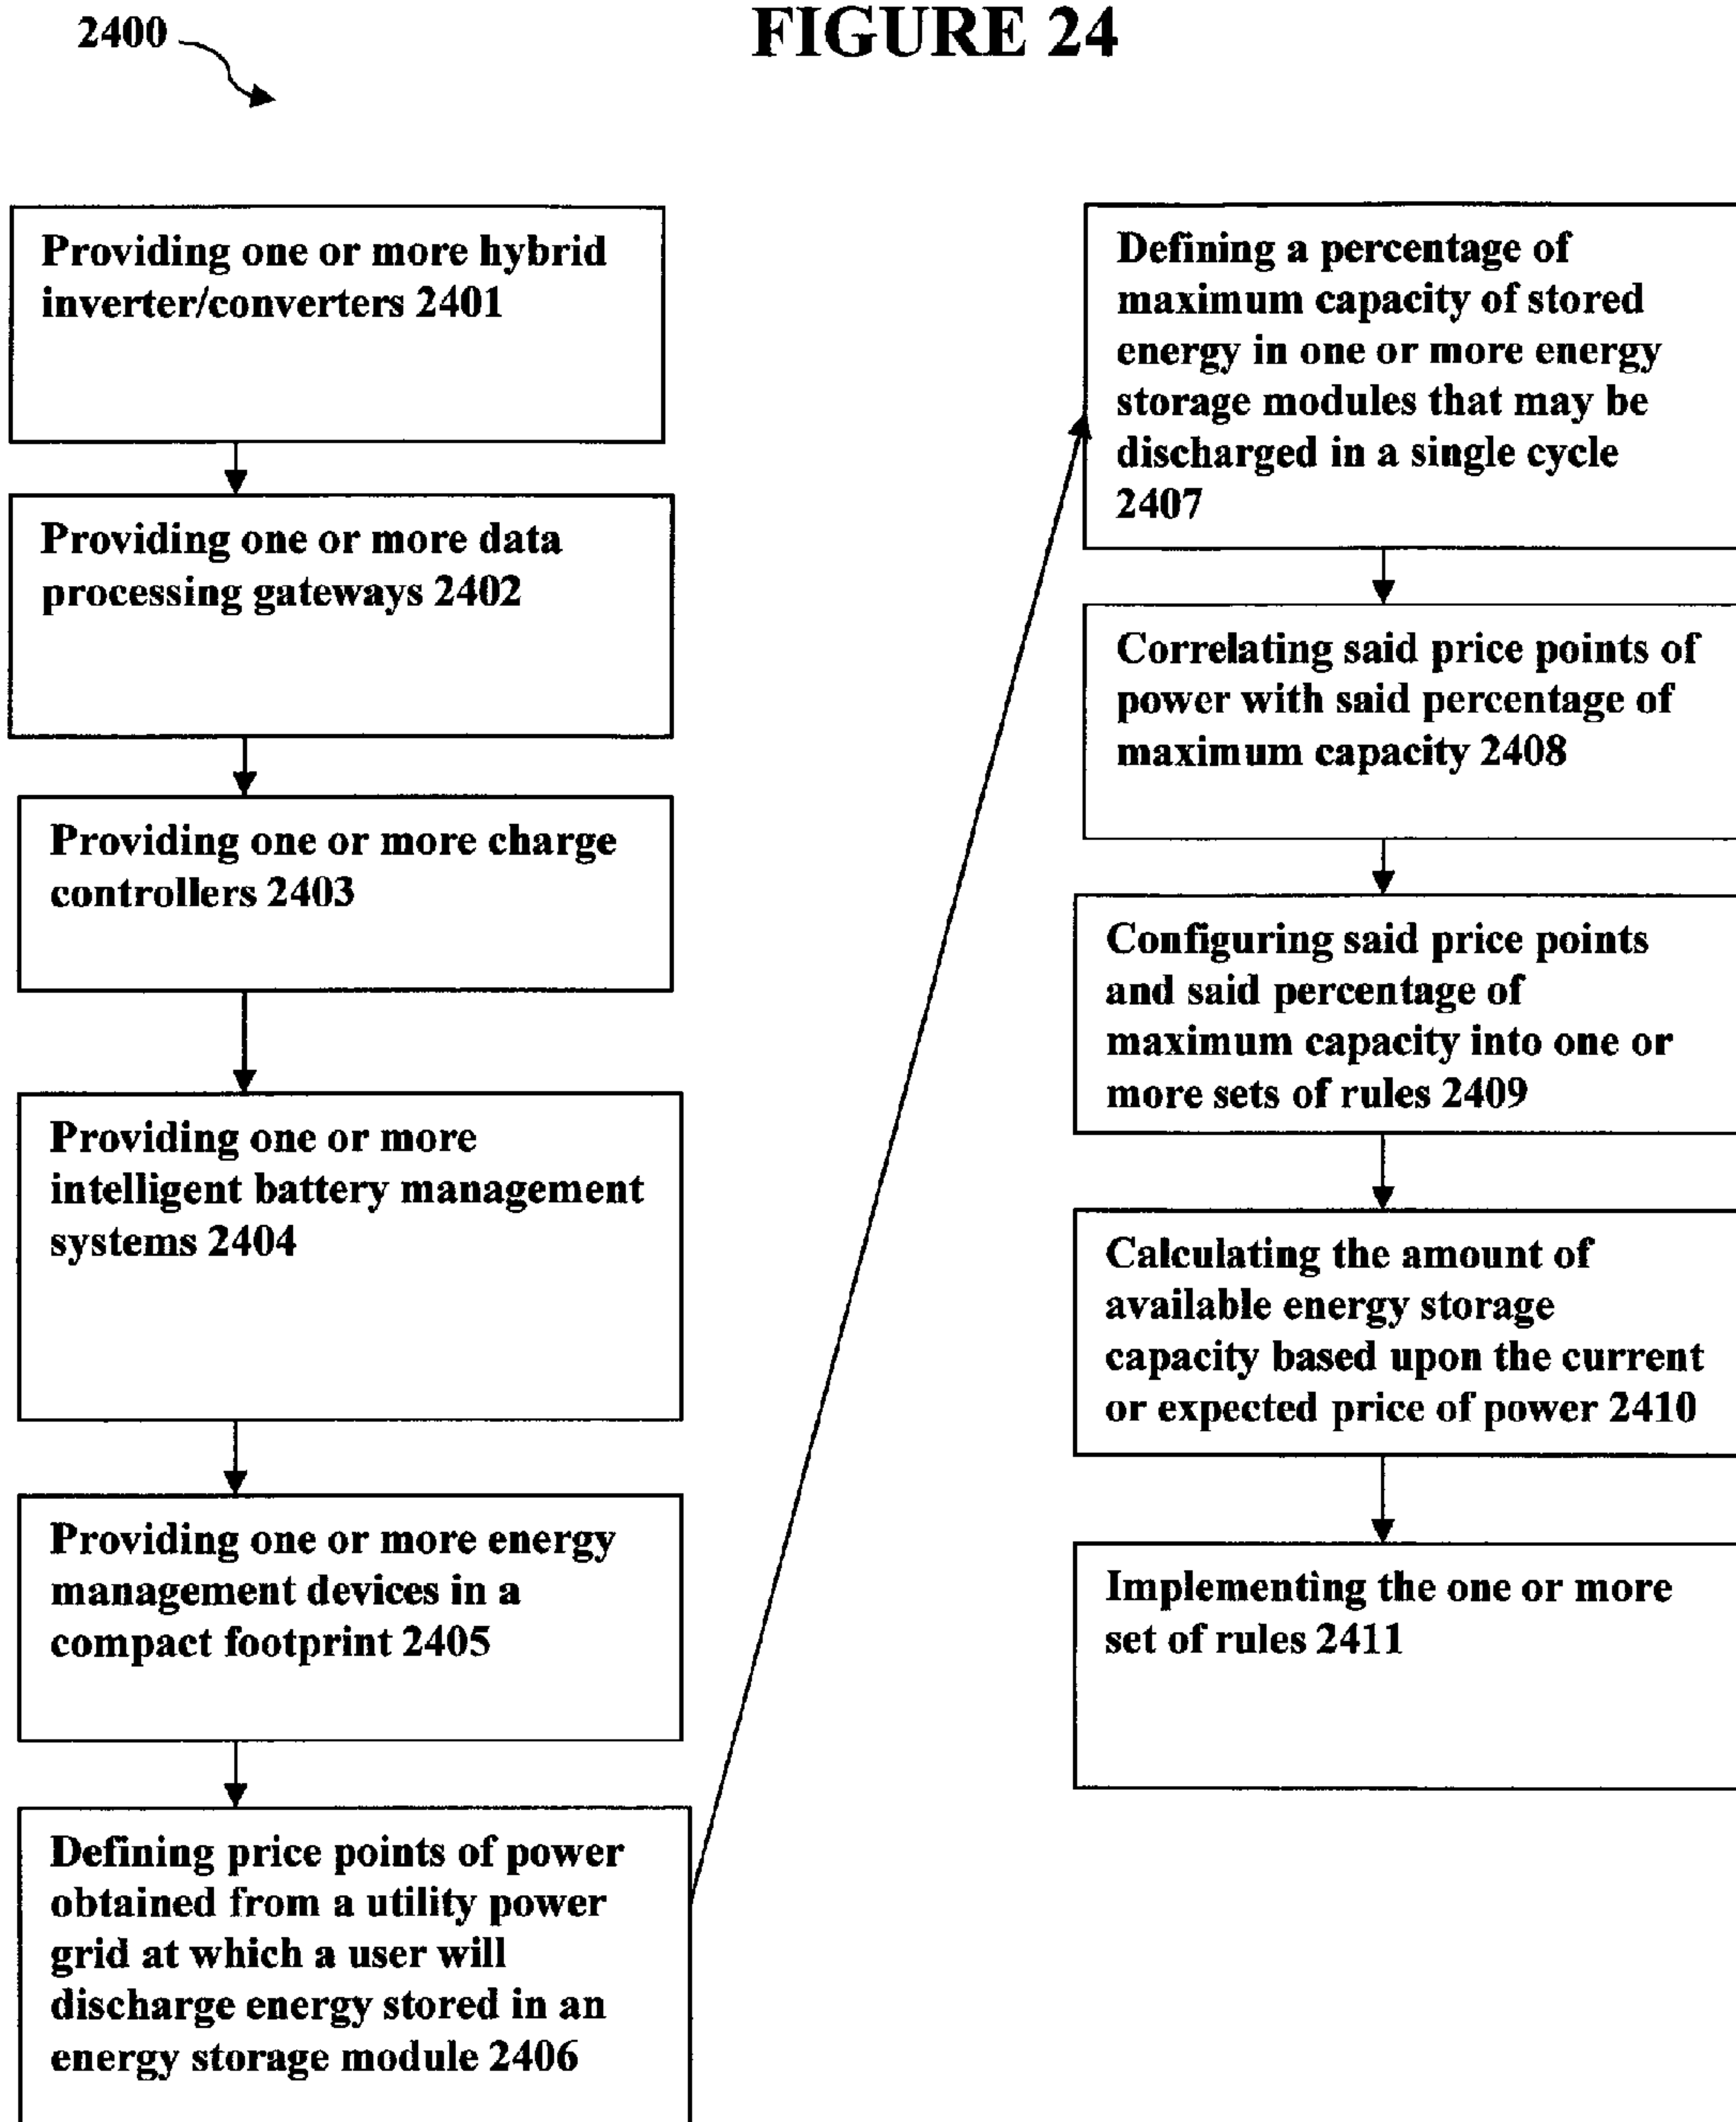 2400
FIGURE 24
Providing one or more hybrid
inverter/converters 2401
Providing one or more data
processing gateways 2402
Providing one or more charge
controllers 2403
Providing one or more
intelligent battery management
systems 2404
Providing one or more energy
management devices in a
compact footprint 2405
Defining price points of power
obtained from a utility power
grid at which a user will
discharge energy stored in an
energy storage module 2406
Defining a percentage of
maximum capacity of stored
energy in one or more energy
storage modules that may be
discharged in a single cycle
2407
Correlating said price points of
power with said percentage of
maximum capacity 2408
Configuring said price points
and said percentage of
maximum capacity into one or
more sets of rules 2409
Calculating the amount of
available energy storage
capacity based upon the current
or expected price of power 2410
Implementing the one or more
set of rules 2411